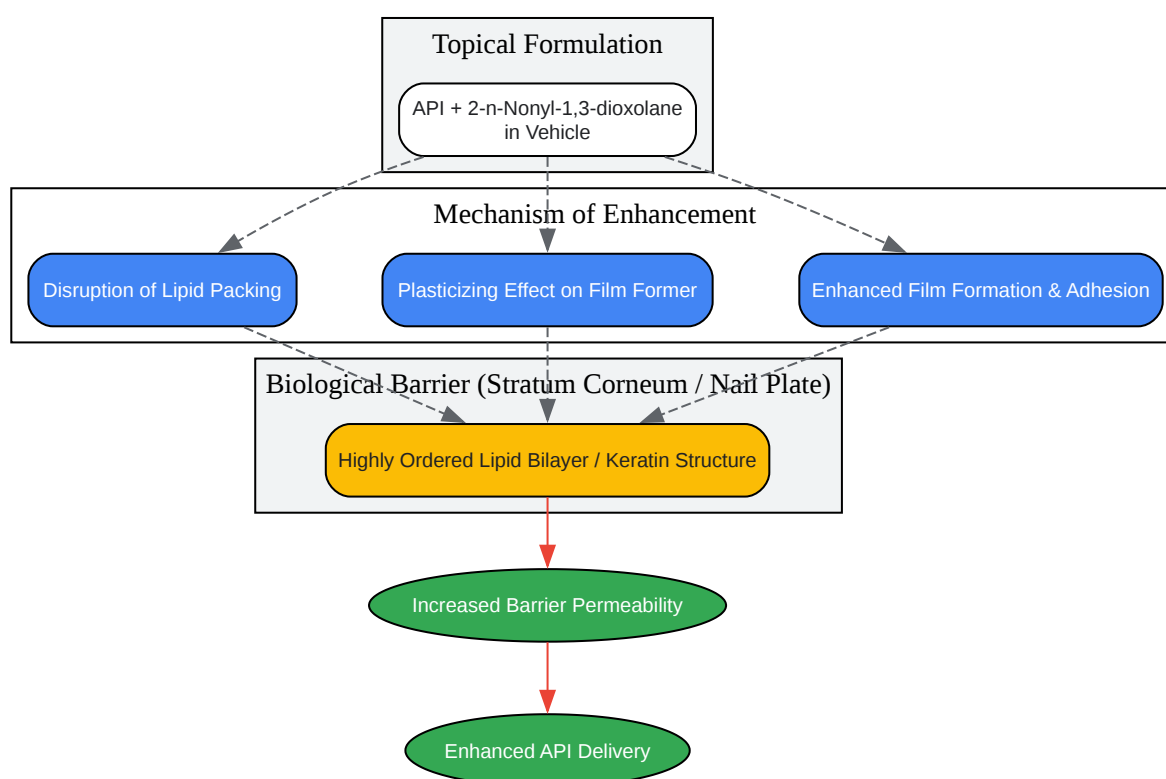 Topical Formulation
API + 2-n-Nonyl-1,3-dioxolane
in Vehicle
Mechanism of Enhancement
Disruption of Lipid Packing
Plasticizing Effect on Film Former
Enhanced Film Formation & Adhesion
Biological Barrier (Stratum Corneum / Nail Plate)
Highly Ordered Lipid Bilayer / Keratin Structure
Increased Barrier Permeability
Enhanced API Delivery